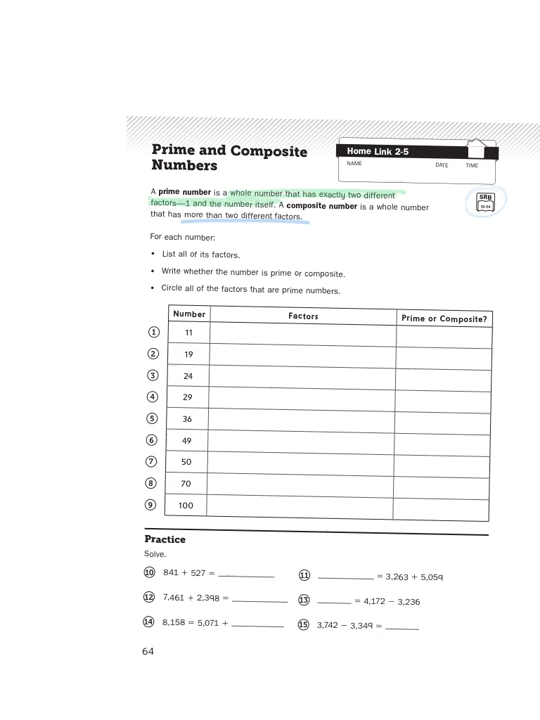 Prime and Composite
Numbers
Home Link 2-5
NAME DATE TIME
A prime number is a whole number that has exactly two different
factors—1 and the number itself. A composite number is a whole number
that has more than two different factors.
SRB
For each number:
• List all of its factors.
• Write whether the number is prime or composite.
• Circle all of the factors that are prime numbers.
Number Factors Prime or Composite?
1 11
2 19
3 24
4 29
5 36
6 49
7 50
8 70
9 100
Practice
Solve.
10 841 + 527 = ________ 11 ________ = 3,263 + 5,059
12 7,461 + 2,398 = ________ 13 ________ = 4,172 − 3,236
14 8,158 = 5,071 + ________ 15 3,742 − 3,349 = ________
64